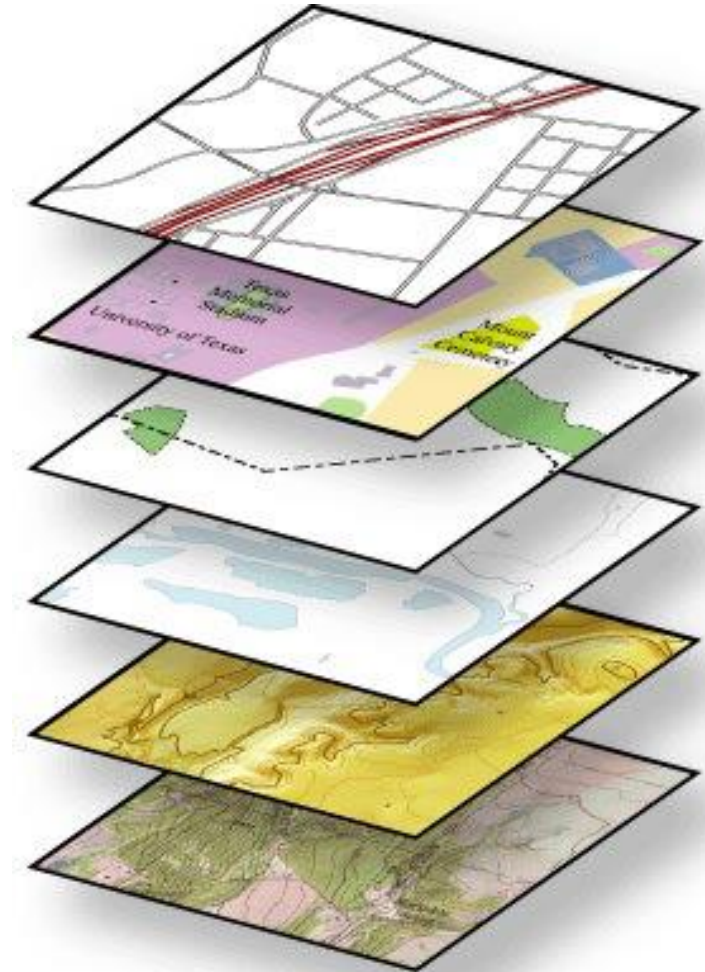 Texas
Memorial
Stadium
University of Texas
Mount
Calvary
Cemetery